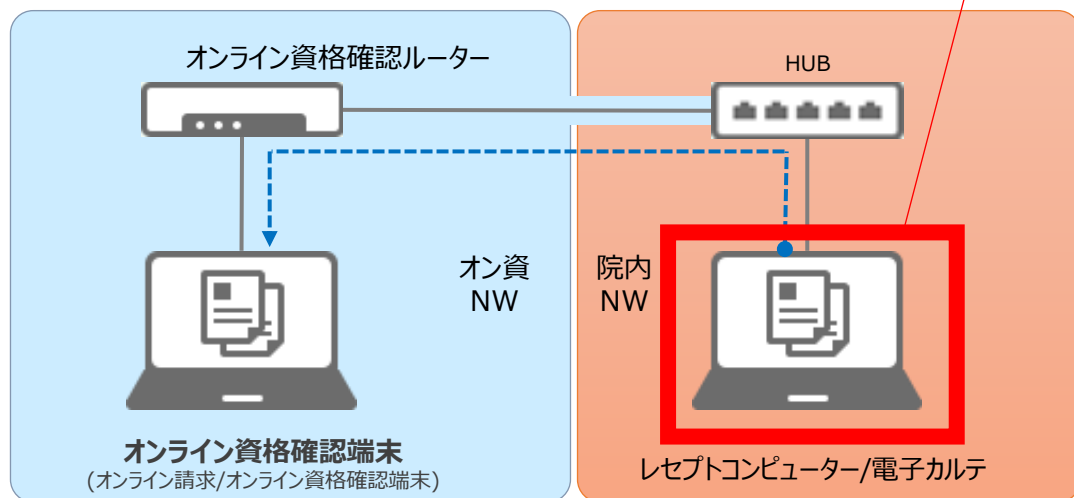 オンライン資格確認ルーター
HUB
オン資
NW
院内
NW
オンライン資格確認端末
(オンライン請求/オンライン資格確認端末)
レセプトコンピューター/電子カルテ